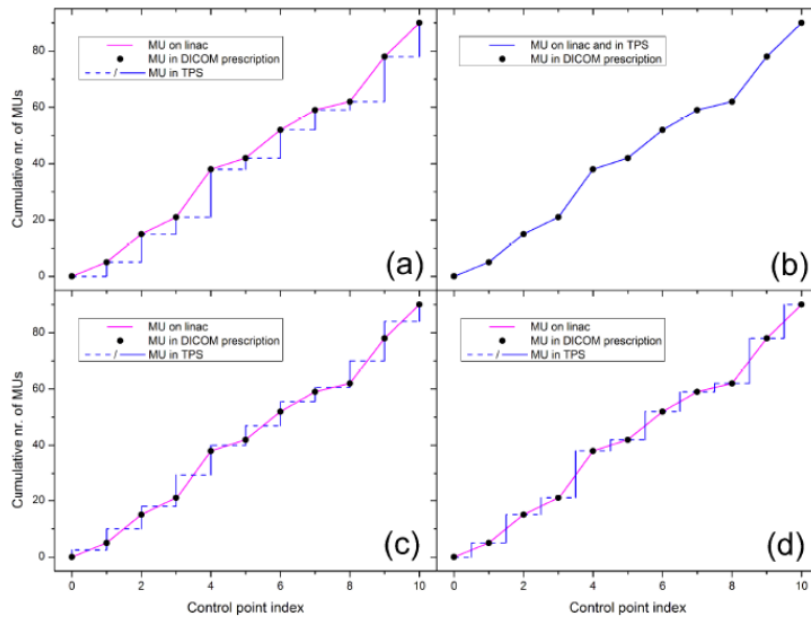 MU on linac
MU in DICOM prescription
/ MU in TPS
Cumulative nr. of MUs
80
60
40
20
0
(a)
MU on linac and in TPS
MU in DICOM prescription
(b)
MU on linac
MU in DICOM prescription
/ MU in TPS
Cumulative nr. of MUs
80
60
40
20
0
(c)
0 2 4 6 8 10
Control point index
MU on linac
MU in DICOM prescription
/ MU in TPS
(d)
0 2 4 6 8 10
Control point index